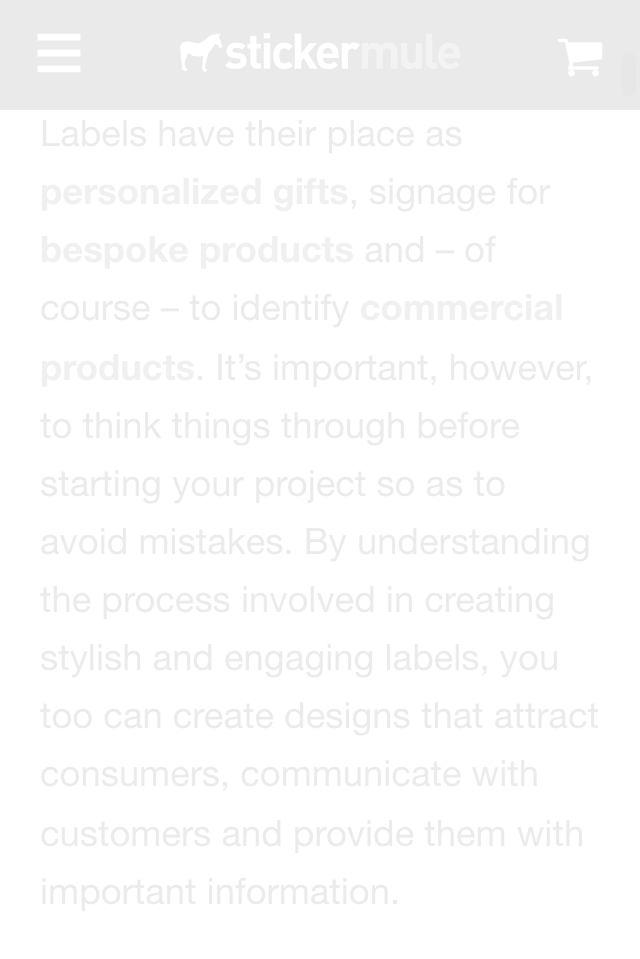 stickermule
Labels have their place as
personalized gifts, signage for
bespoke products and – of
course – to identify commercial
products. It’s important, however,
to think things through before
starting your project so as to
avoid mistakes. By understanding
the process involved in creating
stylish and engaging labels, you
too can create designs that attract
consumers, communicate with
customers and provide them with
important information.